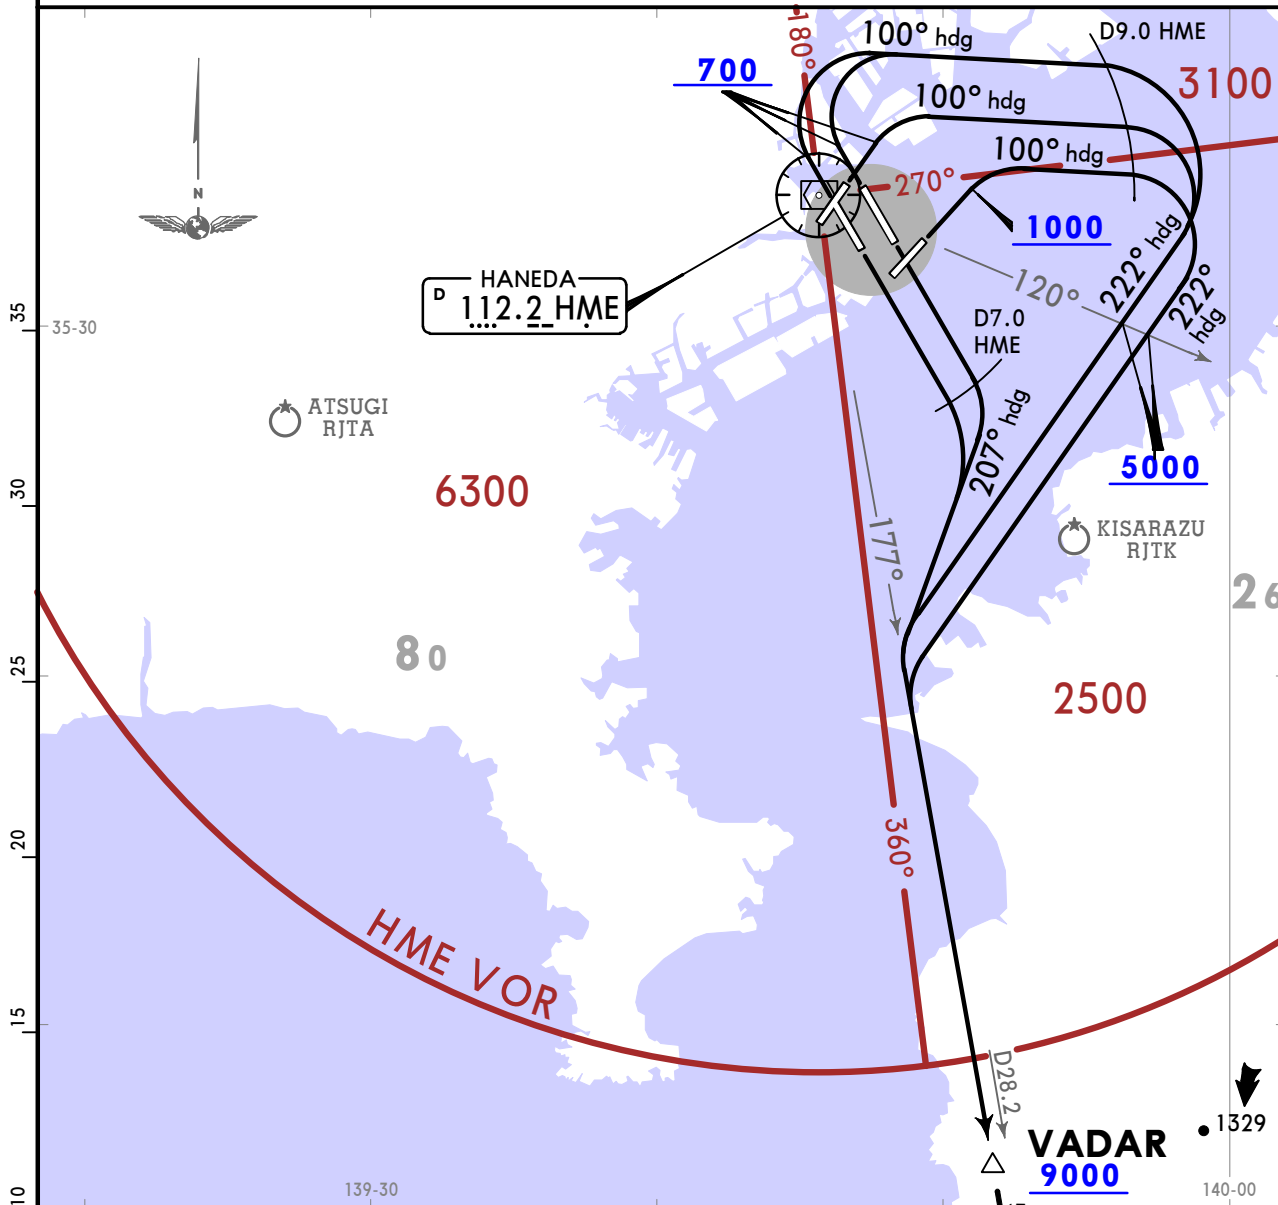 180°
100° hdg
D9.0 HME
700
3100
100° hdg
100° hdg
270°
N
1000
HANEDA
D 112.2 HME
120°
222° hdg
222°
hdg
35
35-30
D7.0
HME
ATSUGI
RJTA
207° hdg
5000
30
6300
177°
KISARAZU
RJTK
26
25
80
2500
20
360°
HME VOR
15
D28.2
1329
VADAR
9000
10
139-30
140-00